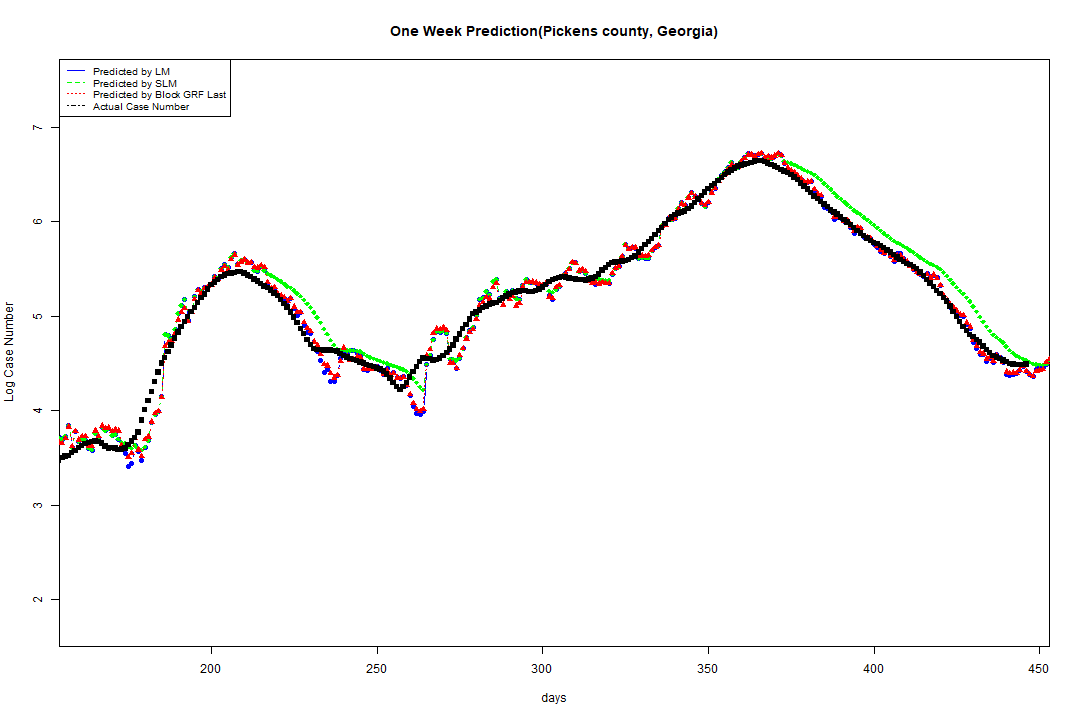 One Week Prediction(Pickens county, Georgia)
Predicted by LM
Predicted by SLM
Predicted by Block GRF Last
Actual Case Number
7
6
5
4
3
2
Log Case Number
200 250 300 350 400 450
days